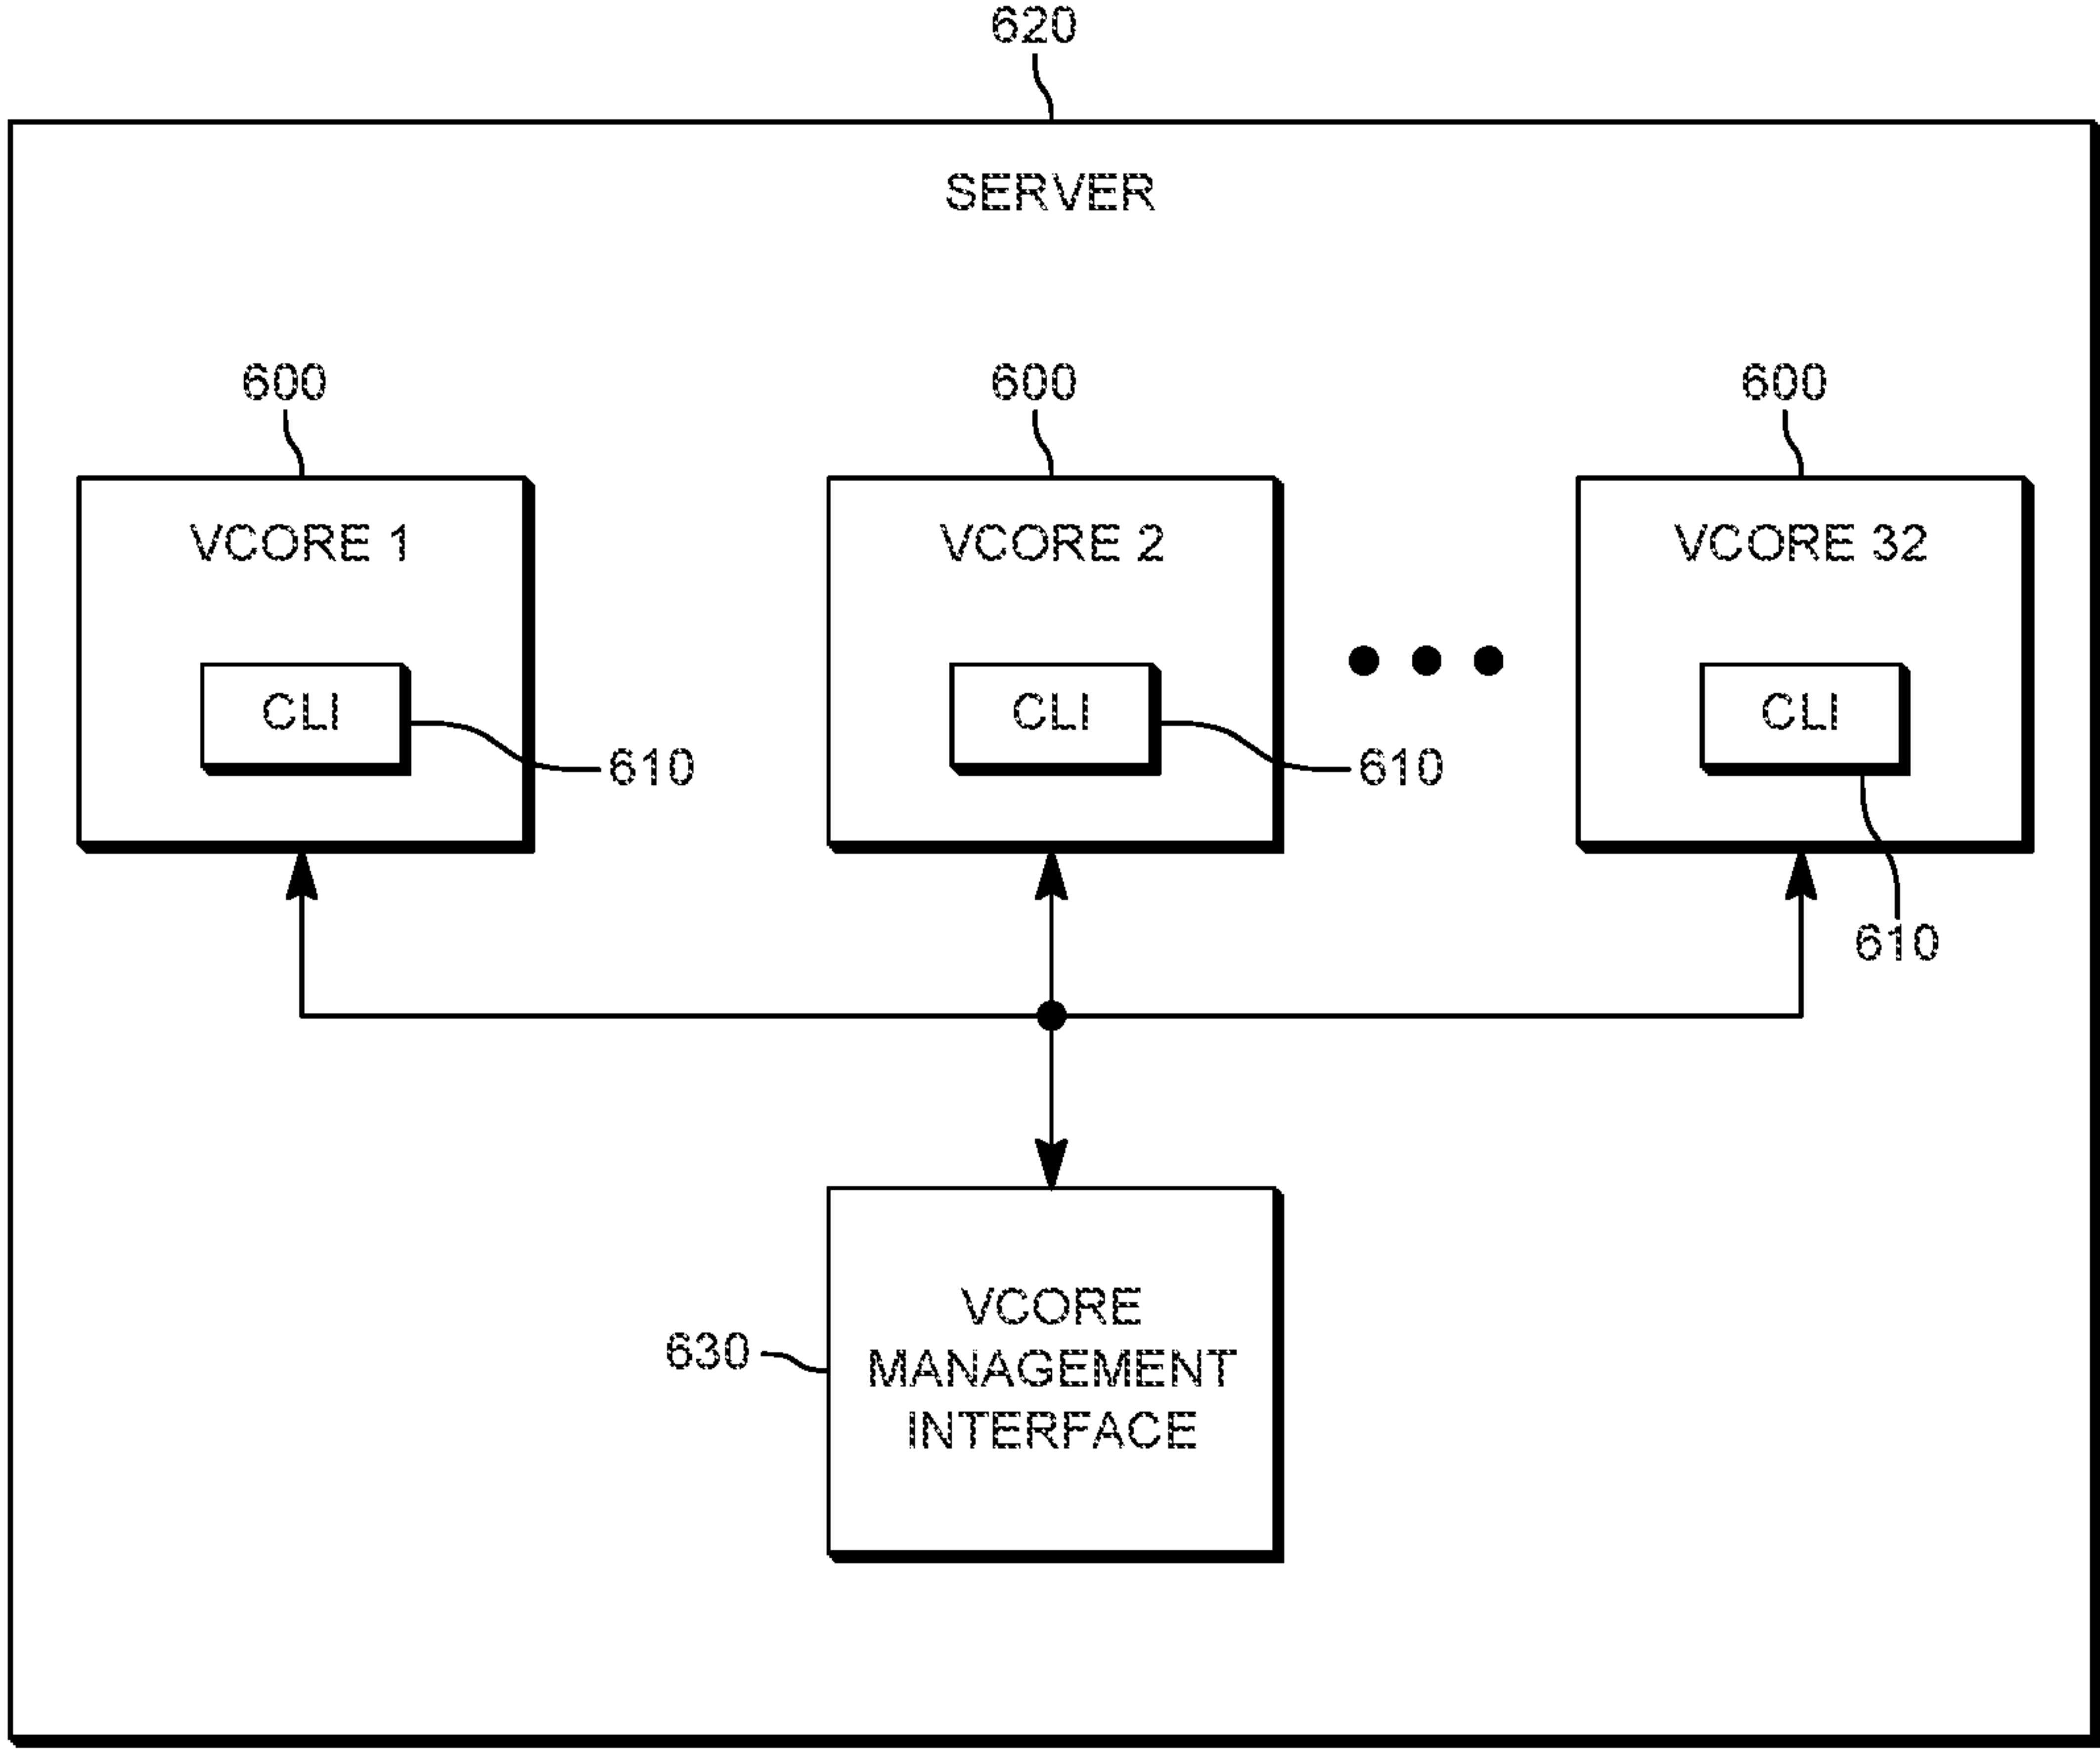 620
SERVER
600
600
600
VCORE 1
VCORE 2
VCORE 32
CLI
CLI
CLI
610
610
610
VCORE
MANAGEMENT
INTERFACE
630